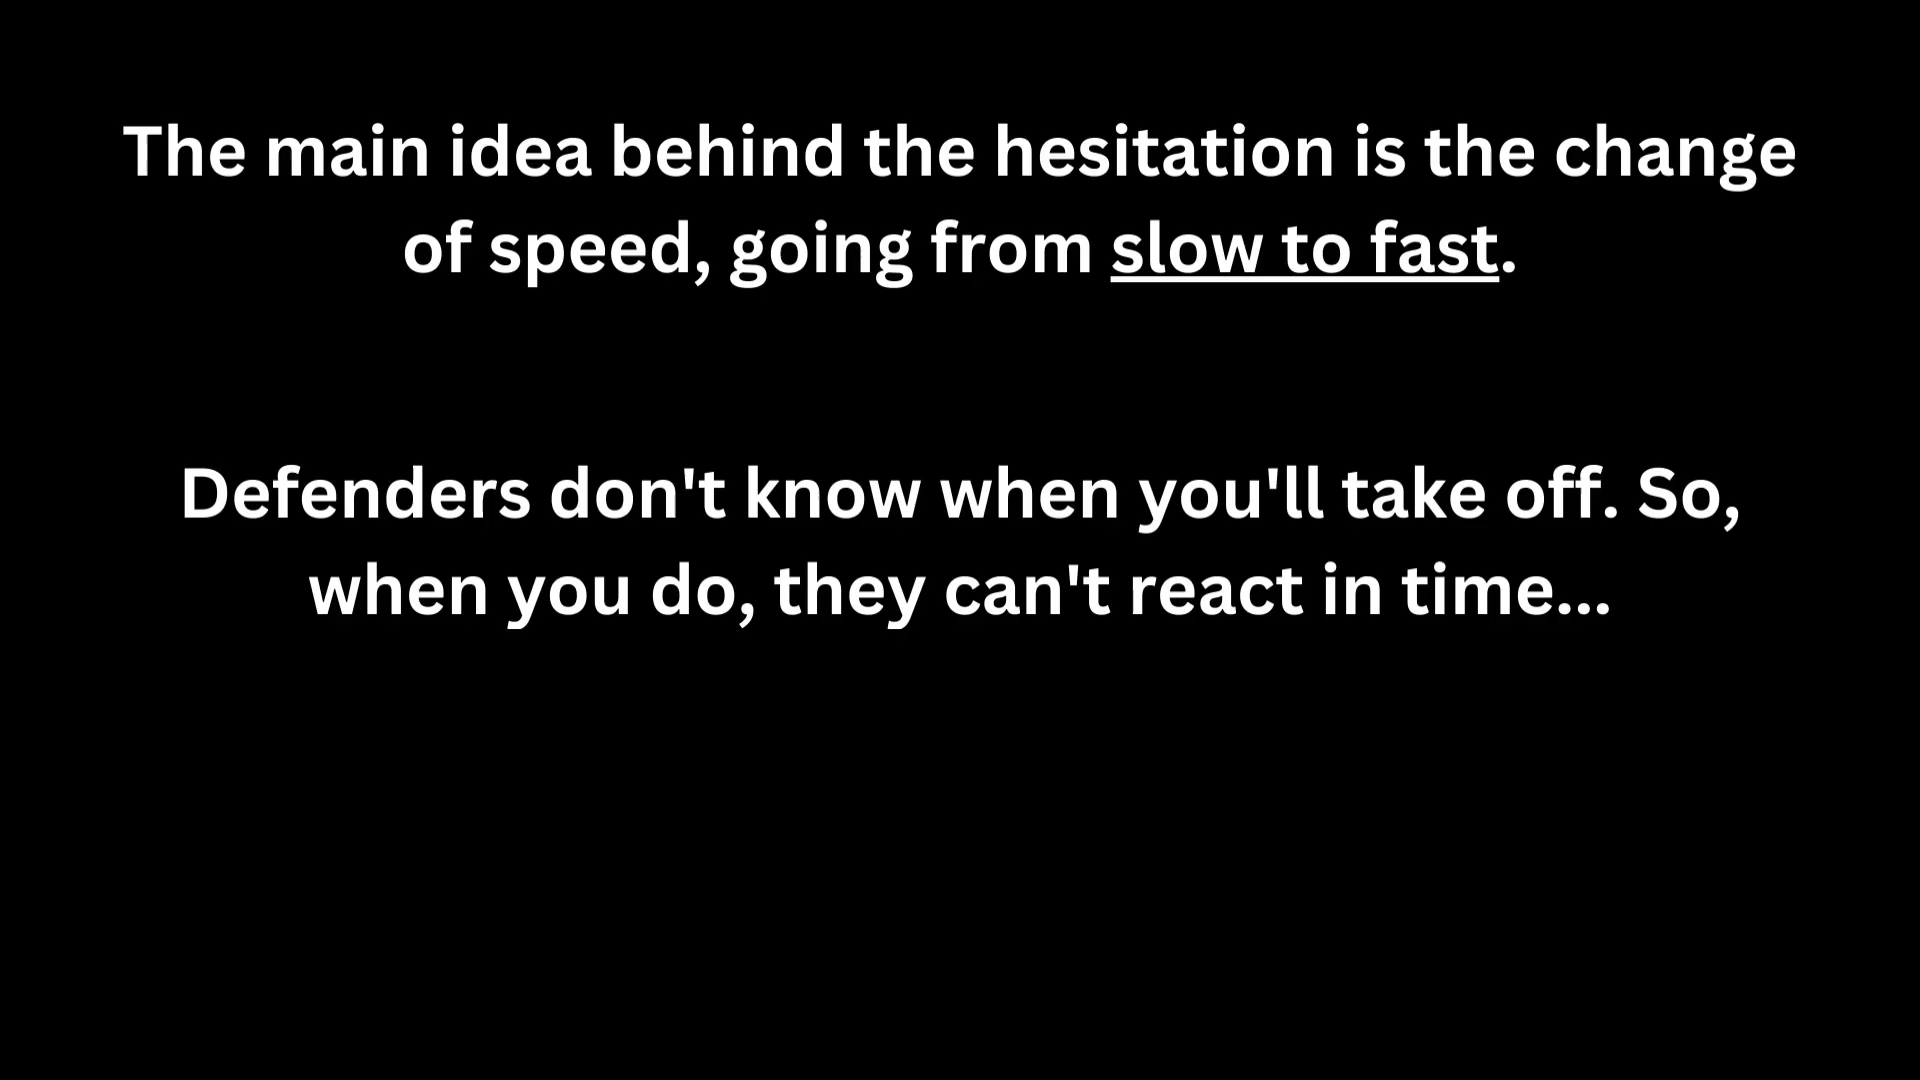 The main idea behind the hesitation is the change
of speed, going from slow to fast.
Defenders don't know when you'll take off. So,
when you do, they can't react in time...